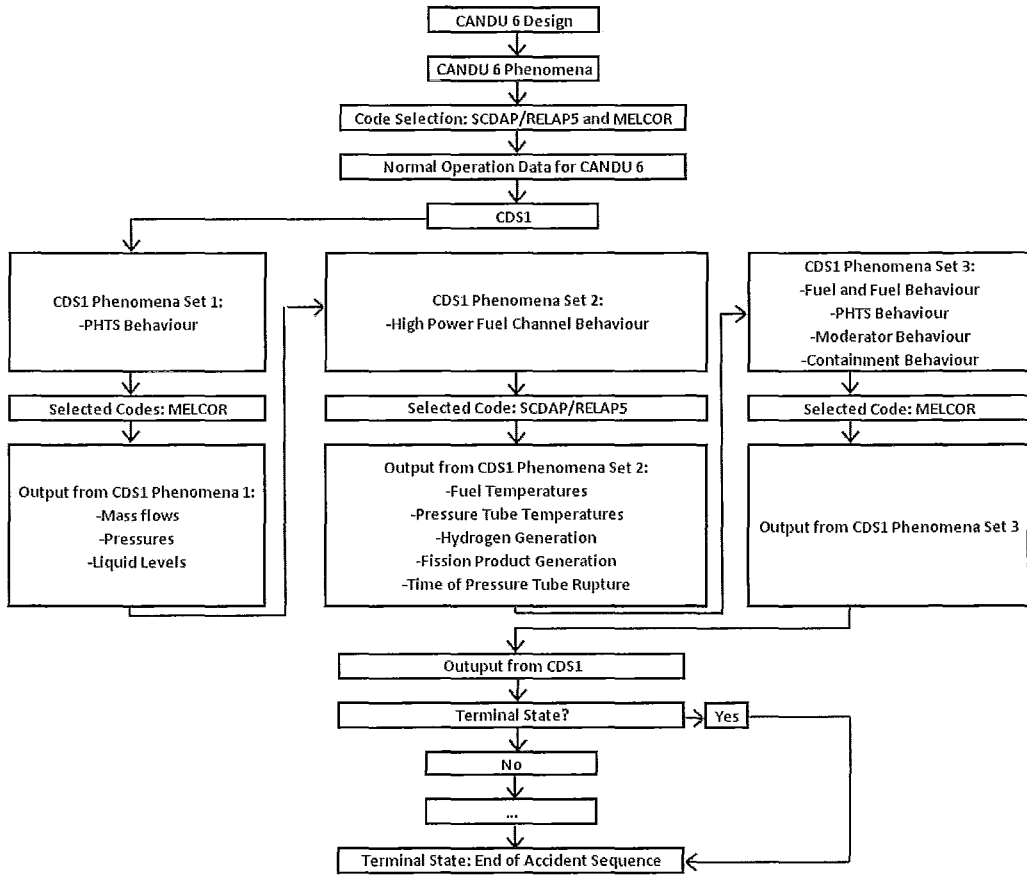 CANDU 6 Design
CANDU 6 Phenomena
Code Selection: SCDAP/RELAP5 and MELCOR
Normal Operation Data for CANDU 6
CDS1
CDS1 Phenomena Set 1:
-PHTS Behaviour
Selected Codes: MELCOR
Output from CDS1 Phenomena 1:
-Mass flows
-Pressures
-Liquid Levels
CDS1 Phenomena Set 2:
-High Power Fuel Channel Behaviour
Selected Code: SCDAP/RELAP5
Output from CDS1 Phenomena Set 2:
-Fuel Temperatures
-Pressure Tube Temperatures
-Hydrogen Generation
-Fission Product Generation
-Time of Pressure Tube Rupture
CDS1 Phenomena Set 3:
-Fuel and Fuel Behaviour
-PHTS Behaviour
-Moderator Behaviour
-Containment Behaviour
Selected Code: MELCOR
Output from CDS1 Phenomena Set 3
Outuput from CDS1
Terminal State?
Yes
No
...
Terminal State: End of Accident Sequence